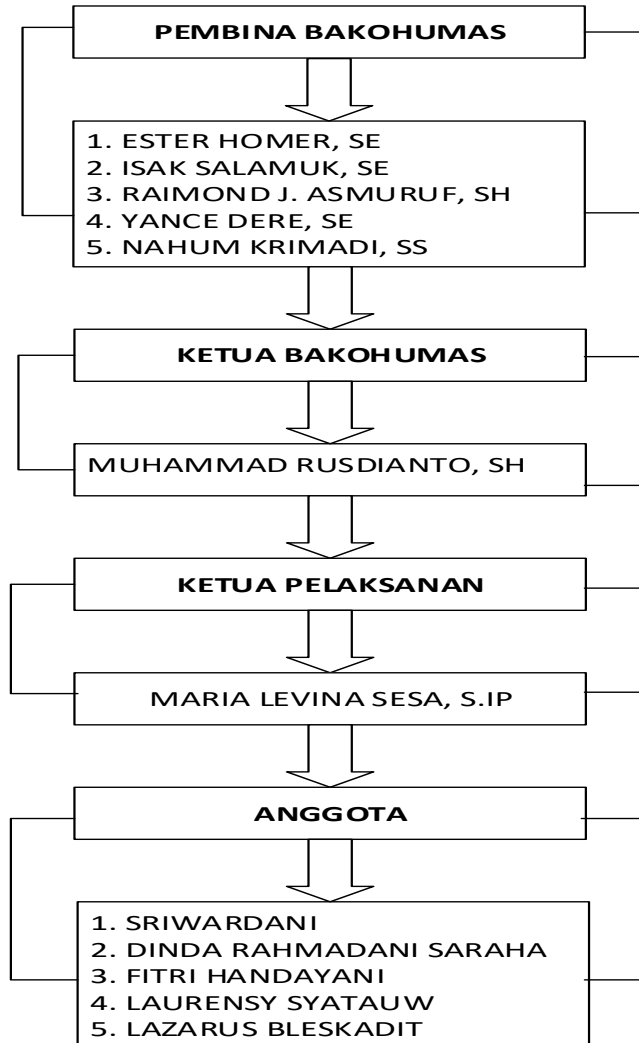 PEMBINA BAKOHUMAS
1. ESTER HOMER, SE
2. ISAK SALAMUK, SE
3. RAIMOND J. ASMURUF, SH
4. YANCE DERE, SE
5. NAHUM KRIMADI, SS
KETUA BAKOHUMAS
MUHAMMAD RUSDIANTO, SH
KETUA PELAKSANAN
MARIA LEVINA SESA, S.IP
ANGGOTA
1. SRIWARDANI
2. DINDA RAHMADANI SARAHA
3. FITRI HANDAYANI
4. LAURENSY SYATAUW
5. LAZARUS BLESKADIT